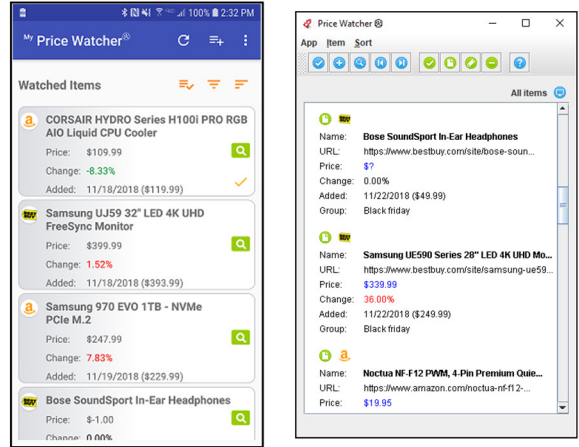 100% 2:32 PM
My Price Watcher®
Watched Items
a CORSAIR HYDRO Series H100i PRO RGB
AIO Liquid CPU Cooler
Price: $109.99
Change: -8.33%
Added: 11/18/2018 ($119.99)
Samsung UJ59 32" LED 4K UHD
FreeSync Monitor
Price: $399.99
Change: 1.52%
Added: 11/18/2018 ($393.99)
a Samsung 970 EVO 1TB - NVMe
PCIe M.2
Price: $247.99
Change: 7.83%
Added: 11/19/2018 ($229.99)
Bose SoundSport In-Ear Headphones
Price: $-1.00
Change: 0.00%
Price Watcher
App Item Sort
All items
Name: Bose SoundSport In-Ear Headphones
URL: https://www.bestbuy.com/site/bose-soun...
Price: $?
Change: 0.00%
Added: 11/22/2018 ($49.99)
Group: Black friday
Name: Samsung UE590 Series 28" LED 4K UHD Mo...
URL: https://www.bestbuy.com/site/samsung-ue59...
Price: $339.99
Change: 36.00%
Added: 11/22/2018 ($249.99)
Group: Black friday
a
Name: Noctua NF-F12 PWM, 4-Pin Premium Quie...
URL: https://www.amazon.com/noctua-nf-f12-...
Price: $19.95